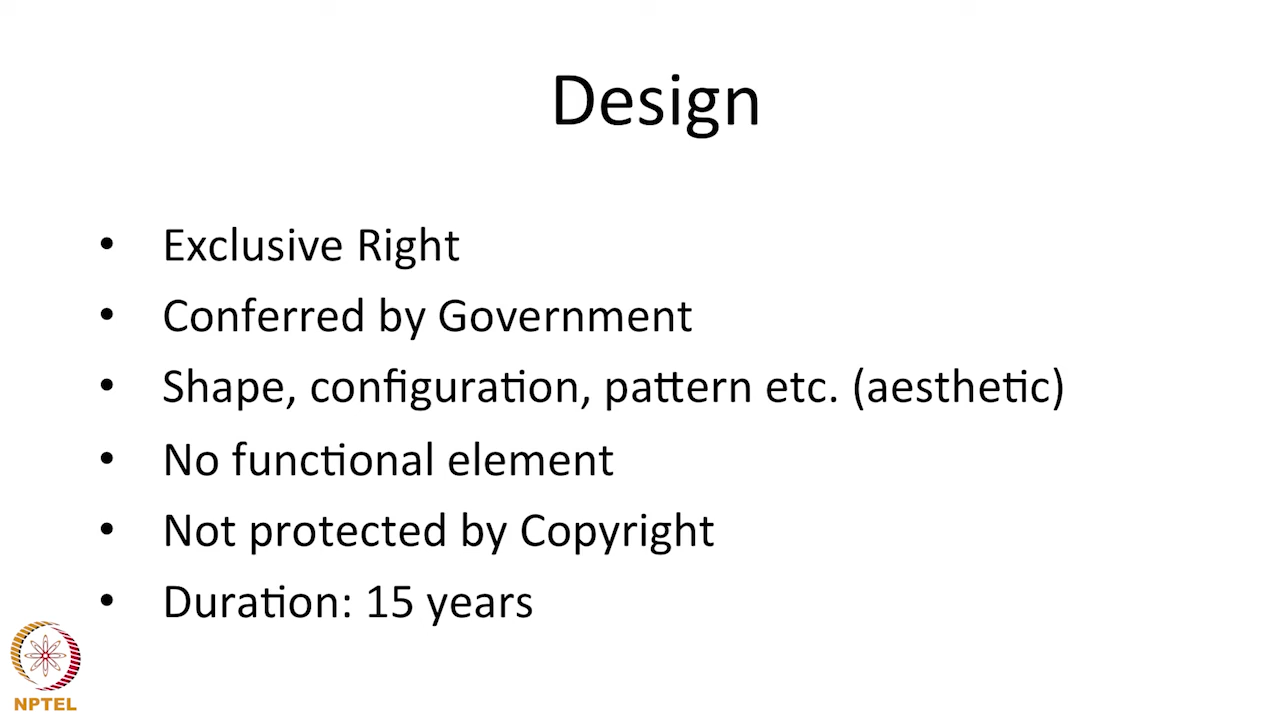 Design
• Exclusive Right
• Conferred by Government
• Shape, configuration, pattern etc. (aesthetic)
• No functional element
• Not protected by Copyright
• Duration: 15 years
NPTEL